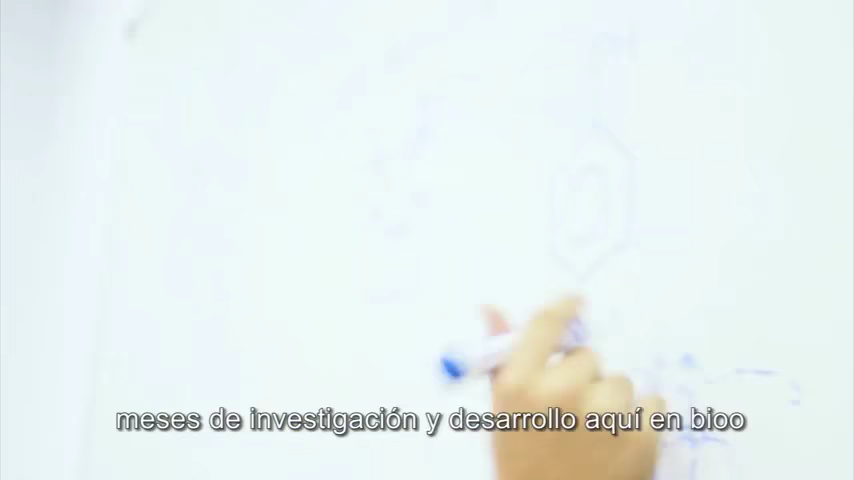 meses de investigación y desarrollo aquí en bioo